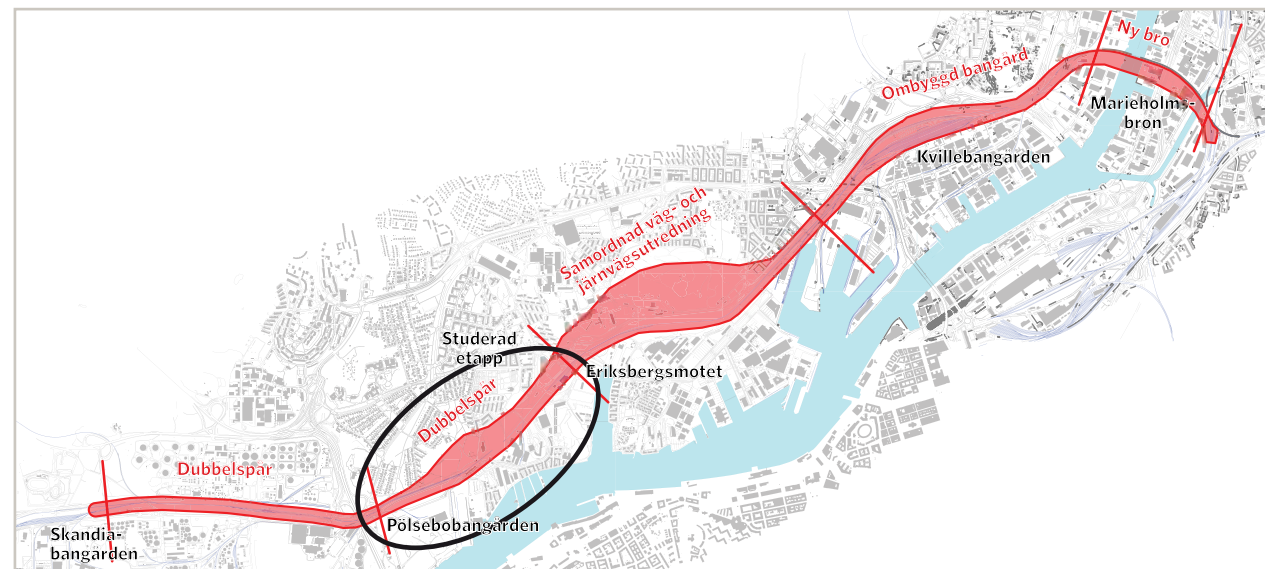 Ny bro
Ombyggd bangård
Marieholms-
bron
Kvillebangården
Samordnad väg- och
järnvägsutredning
Studerad
etapp
Eriksbergsmotet
Dubbelspår
Dubbelspår
Pölsebobangården
Skandia-
bangården